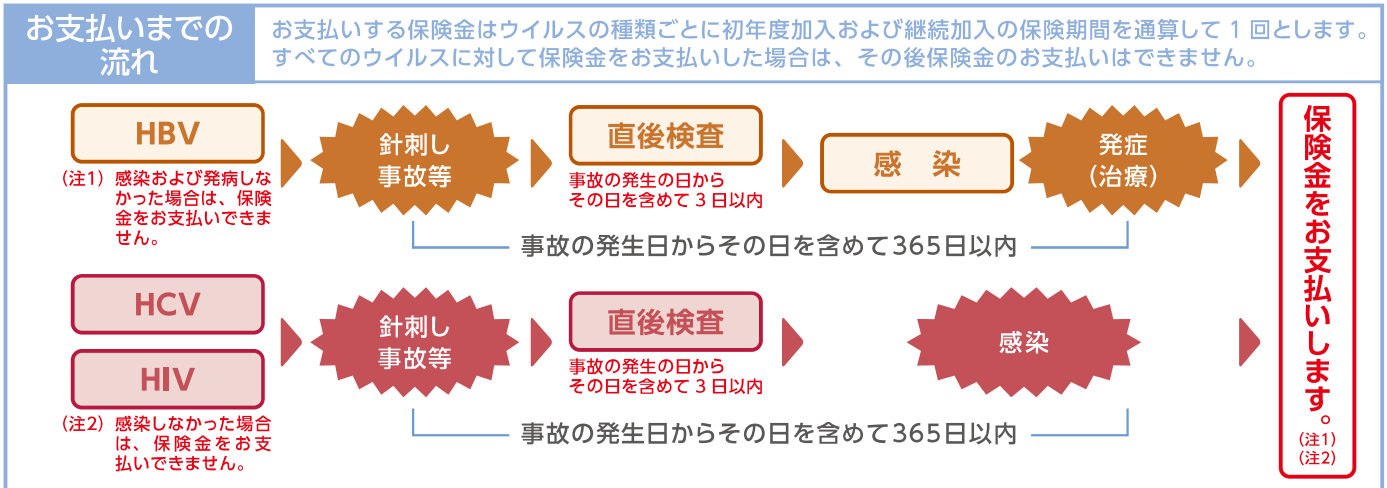 お支払いまでの
流れ
お支払いする保険金はウイルスの種類ごとに初年度加入および継続加入の保険期間を通算して1回とします。
すべてのウイルスに対して保険金をお支払いした場合は、その後保険金のお支払いはできません。
HBV
(注1) 感染および発病しな
かった場合は、保険
金をお支払いできま
せん。
針刺し
事故等
直後検査
事故の発生の日から
その日を含めて3日以内
感 染
発症
(治療)
事故の発生日からその日を含めて365日以内
HCV
HIV
(注2) 感染しなかった場合
は、保険金をお支
払いできません。
針刺し
事故等
直後検査
事故の発生の日から
その日を含めて3日以内
感染
事故の発生日からその日を含めて365日以内
保険金をお支払いします。
(注1)
(注2)